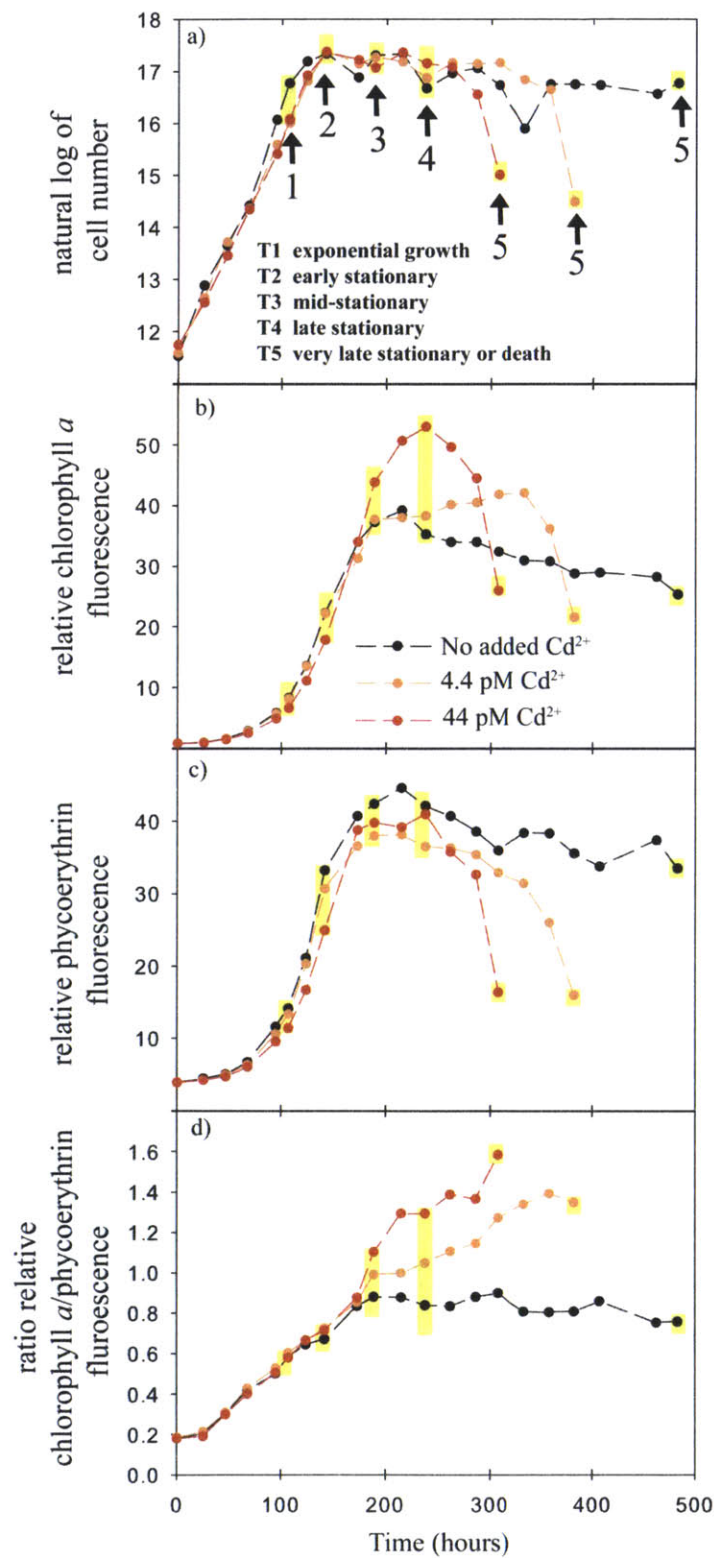 a)
natural log of
cell number
18
17
16
15
14
13
12
1
2
3
4
5
5
5
T1 exponential growth
T2 early stationary
T3 mid-stationary
T4 late stationary
T5 very late stationary or death
b)
relative chlorophyll a
fluorescence
50
40
30
20
10
No added Cd²⁺
4.4 pM Cd²⁺
44 pM Cd²⁺
c)
relative phycoerythrin
fluorescence
40
30
20
10
d)
ratio relative
chlorophyll a/phycoerythrin
fluroescence
1.6
1.4
1.2
1.0
0.8
0.6
0.4
0.2
0.0
0 100 200 300 400 500
Time (hours)